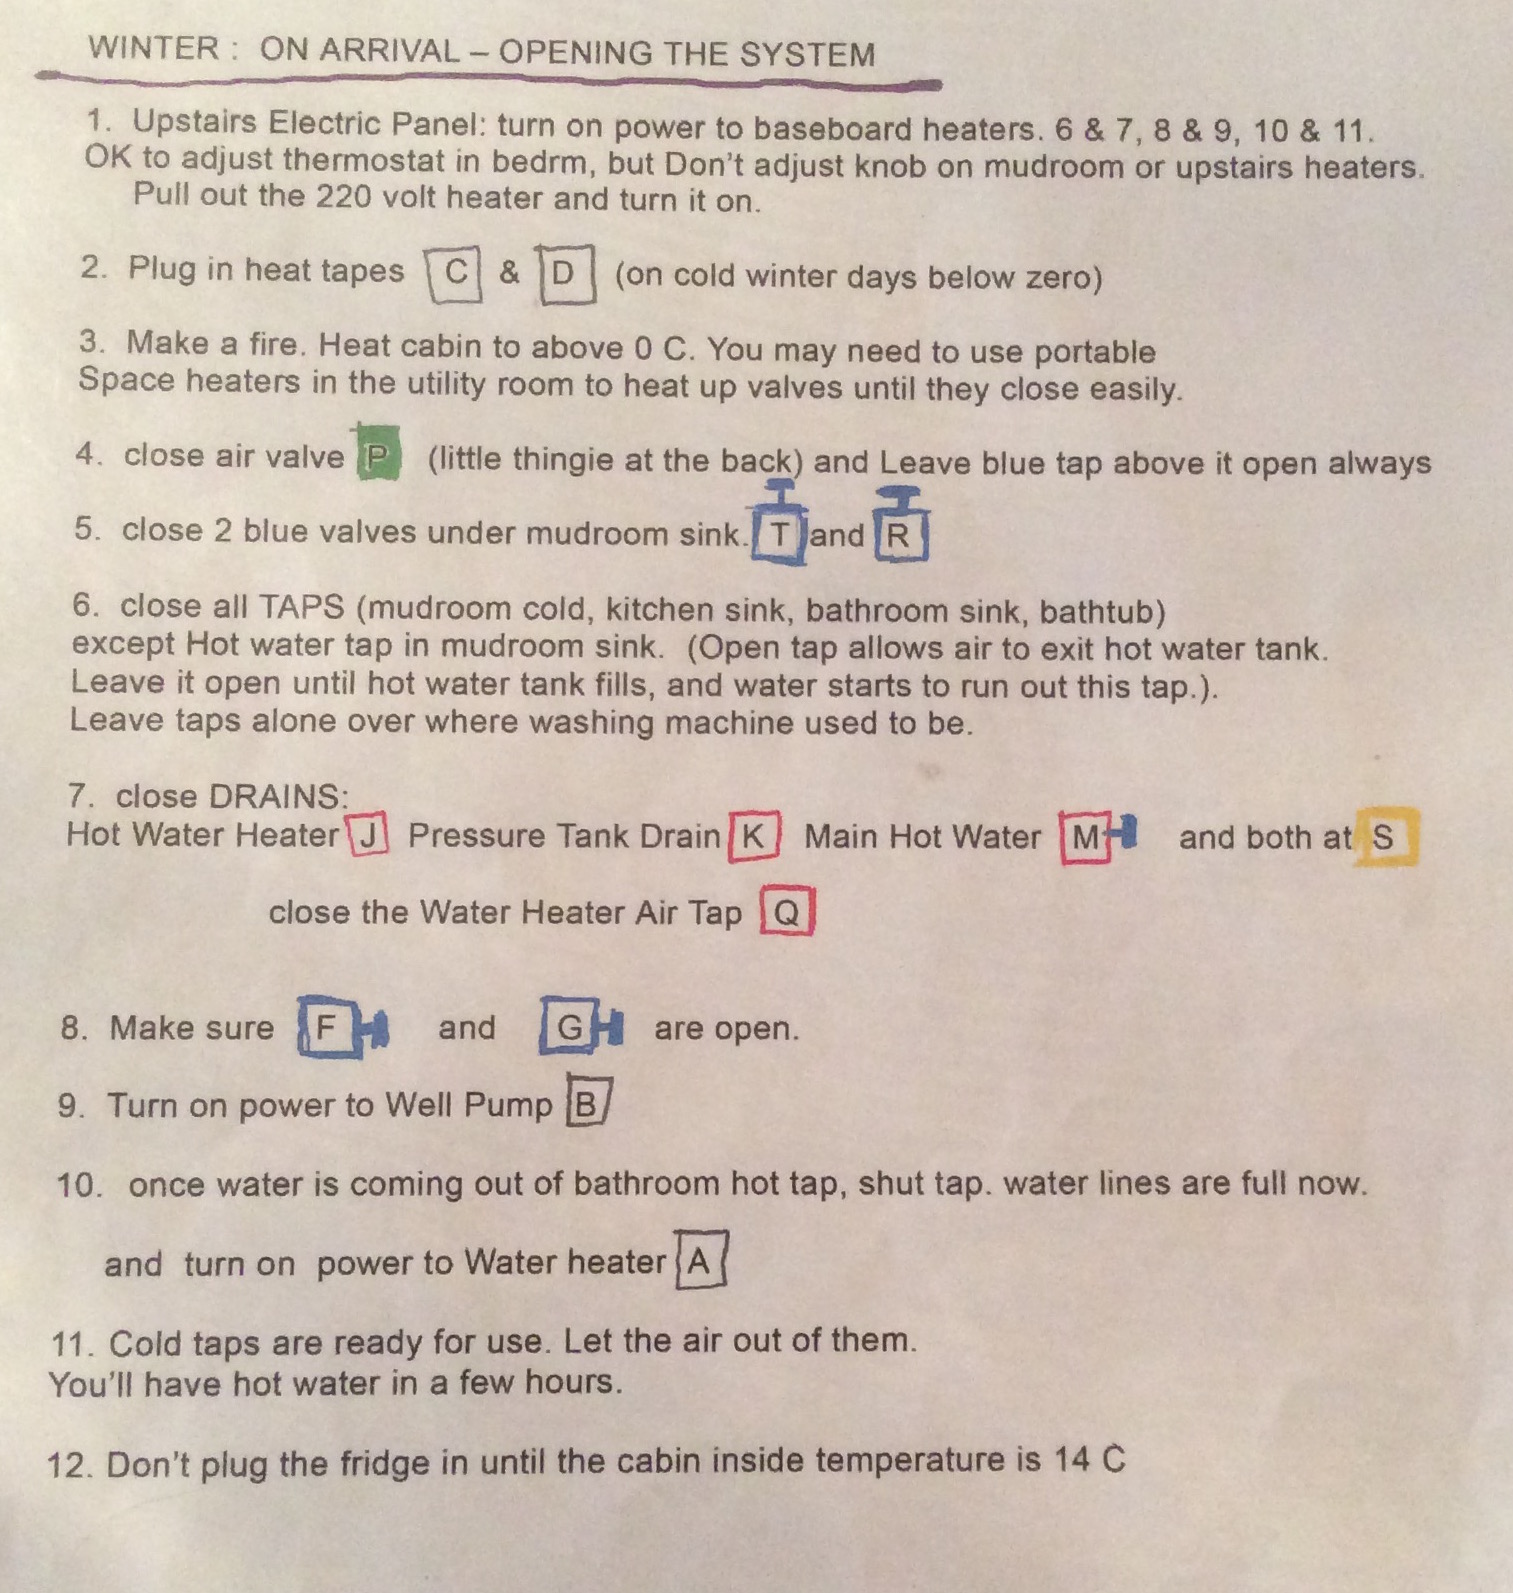 WINTER : ON ARRIVAL – OPENING THE SYSTEM
1. Upstairs Electric Panel: turn on power to baseboard heaters. 6 & 7, 8 & 9, 10 & 11.
OK to adjust thermostat in bedrm, but Don't adjust knob on mudroom or upstairs heaters.
Pull out the 220 volt heater and turn it on.
2. Plug in heat tapes C & D (on cold winter days below zero)
3. Make a fire. Heat cabin to above 0 C. You may need to use portable
Space heaters in the utility room to heat up valves until they close easily.
4. close air valve P (little thingie at the back) and Leave blue tap above it open always
5. close 2 blue valves under mudroom sink. T and R
6. close all TAPS (mudroom cold, kitchen sink, bathroom sink, bathtub)
except Hot water tap in mudroom sink. (Open tap allows air to exit hot water tank.
Leave it open until hot water tank fills, and water starts to run out this tap.).
Leave taps alone over where washing machine used to be.
7. close DRAINS:
Hot Water Heater J Pressure Tank Drain K Main Hot Water M and both at S
close the Water Heater Air Tap Q
8. Make sure F and G are open.
9. Turn on power to Well Pump B
10. once water is coming out of bathroom hot tap, shut tap. water lines are full now.
and turn on power to Water heater A
11. Cold taps are ready for use. Let the air out of them.
You'll have hot water in a few hours.
12. Don't plug the fridge in until the cabin inside temperature is 14 C